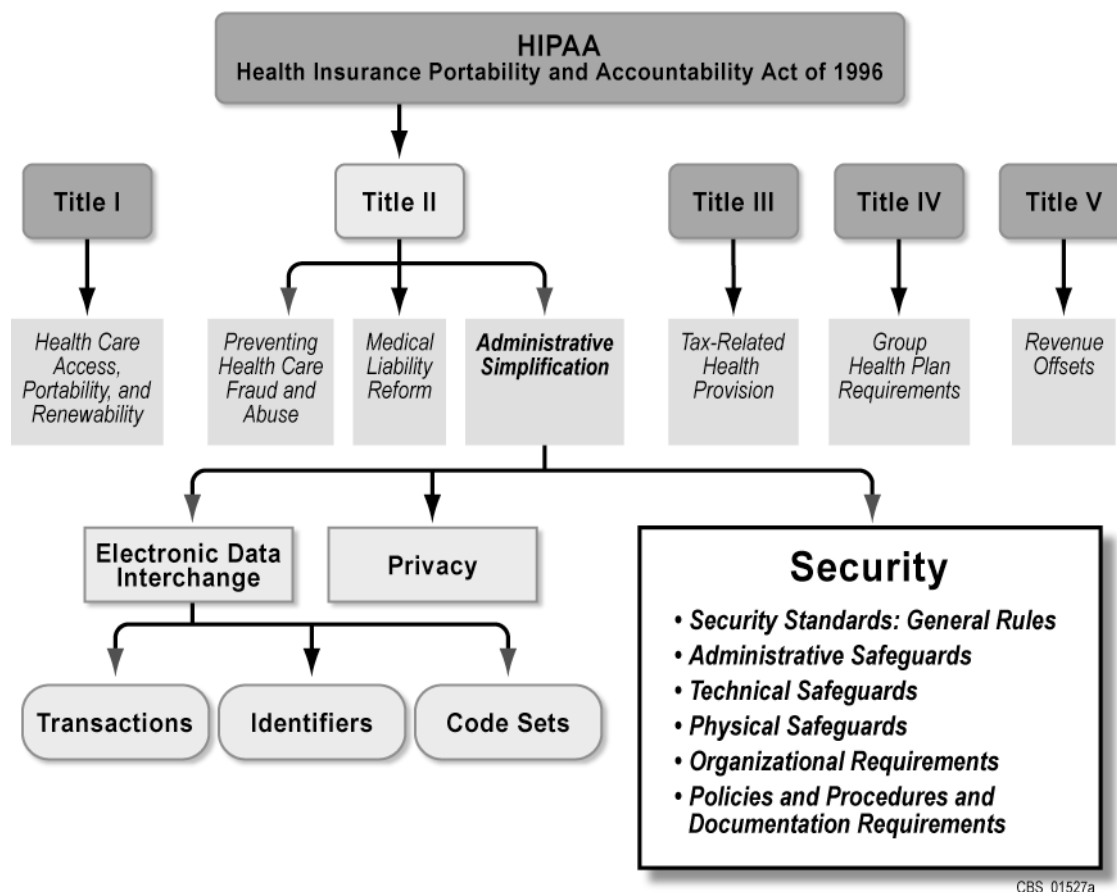 HIPAA
Health Insurance Portability and Accountability Act of 1996
Title I
Title II
Title III
Title IV
Title V
Health Care
Access,
Portability, and
Renewability
Preventing
Health Care
Fraud and
Abuse
Medical
Liability
Reform
Administrative
Simplification
Tax-Related
Health
Provision
Group
Health Plan
Requirements
Revenue
Offsets
Electronic Data
Interchange
Privacy
Security
• Security Standards: General Rules
• Administrative Safeguards
• Technical Safeguards
• Physical Safeguards
• Organizational Requirements
• Policies and Procedures and
Documentation Requirements
Transactions
Identifiers
Code Sets
CBS_01527a